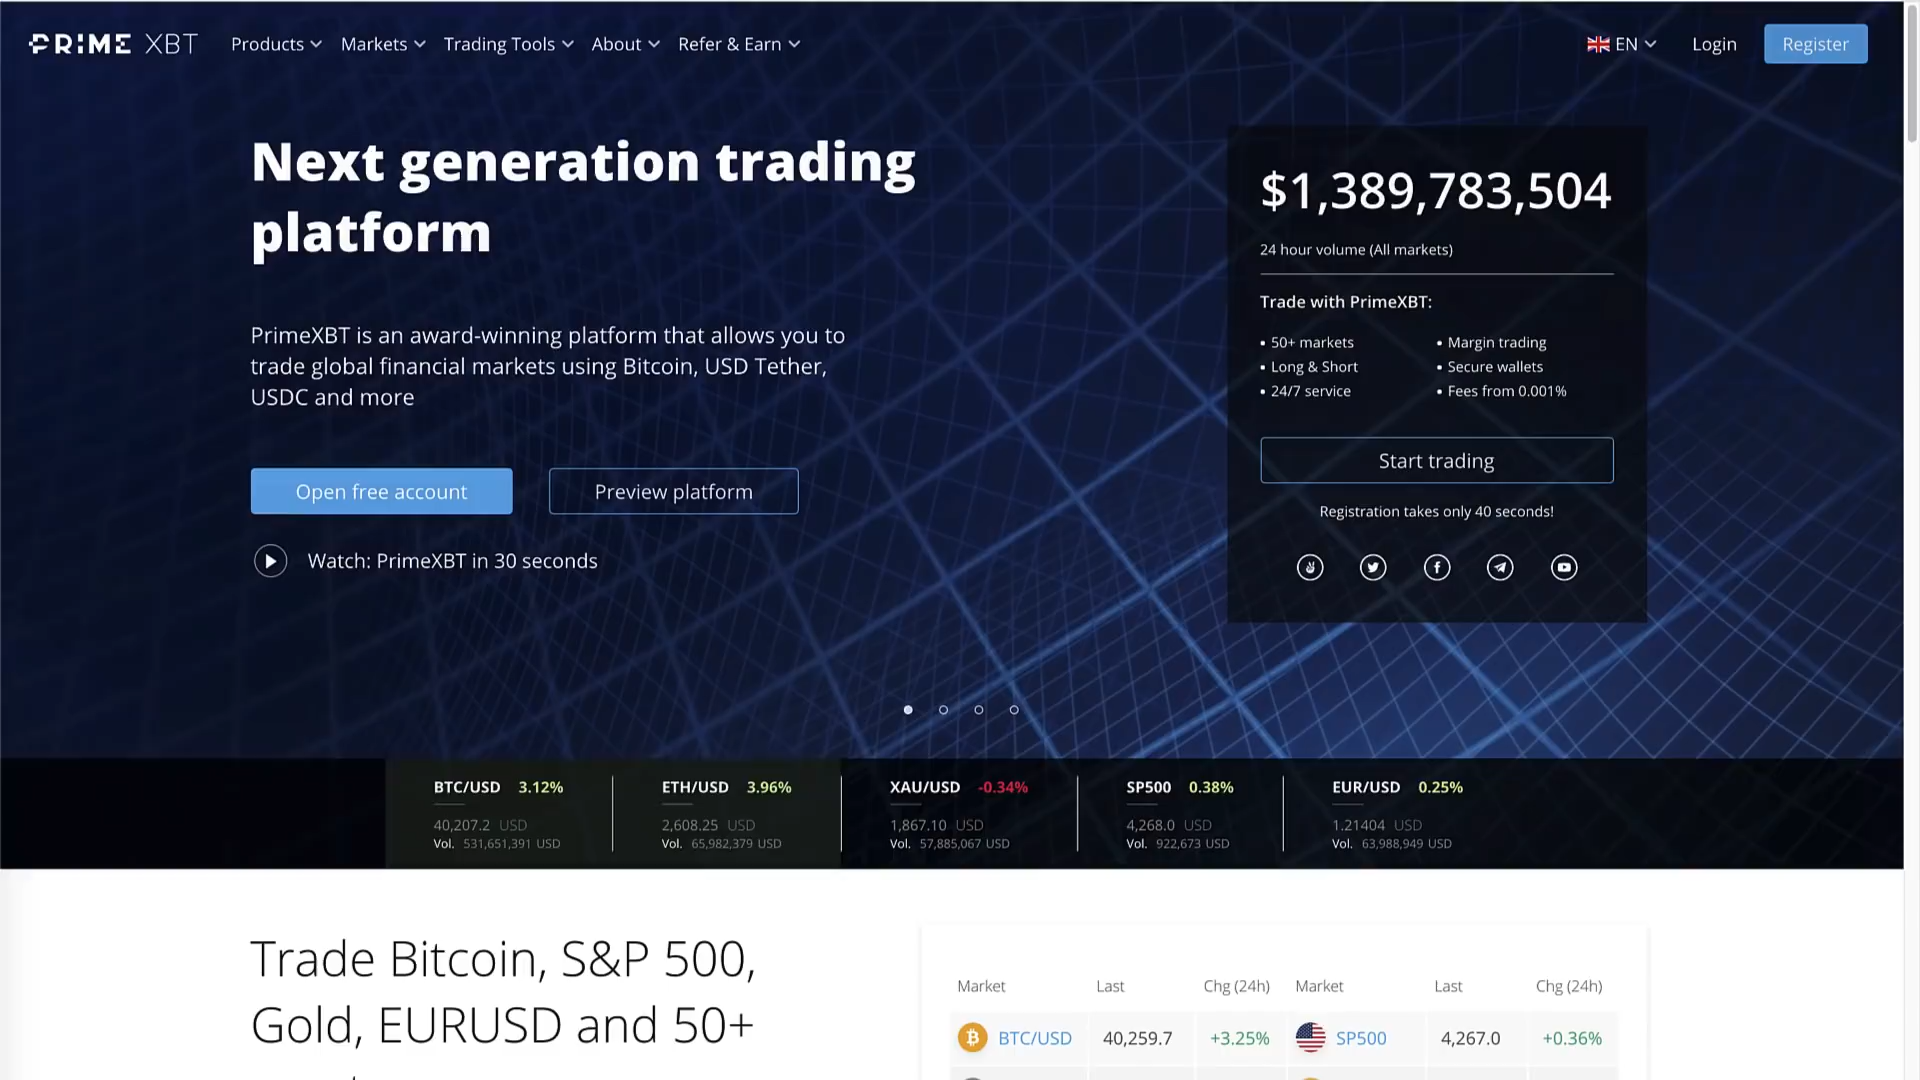 PRIME XBT Products Markets Trading Tools About Refer & Earn EN Login Register
Next generation trading
platform
PrimeXBT is an award-winning platform that allows you to
trade global financial markets using Bitcoin, USD Tether,
USDC and more
Open free account Preview platform
Watch: PrimeXBT in 30 seconds
$1,389,783,504
24 hour volume (All markets)
Trade with PrimeXBT:
• 50+ markets • Margin trading
• Long & Short • Secure wallets
• 24/7 service • Fees from 0.001%
Start trading
Registration takes only 40 seconds!
BTC/USD 3.12% ETH/USD 3.96% XAU/USD -0.34% SP500 0.38% EUR/USD 0.25%
40,207.2 USD 2,608.25 USD 1,867.10 USD 4,268.0 USD 1.21404 USD
Vol. 531,651,391 USD Vol. 65,982,379 USD Vol. 57,885,067 USD Vol. 922,673 USD Vol. 63,988,949 USD
Trade Bitcoin, S&P 500,
Gold, EURUSD and 50+
Market Last Chg (24h) Market Last Chg (24h)
BTC/USD 40,259.7 +3.25% SP500 4,267.0 +0.36%